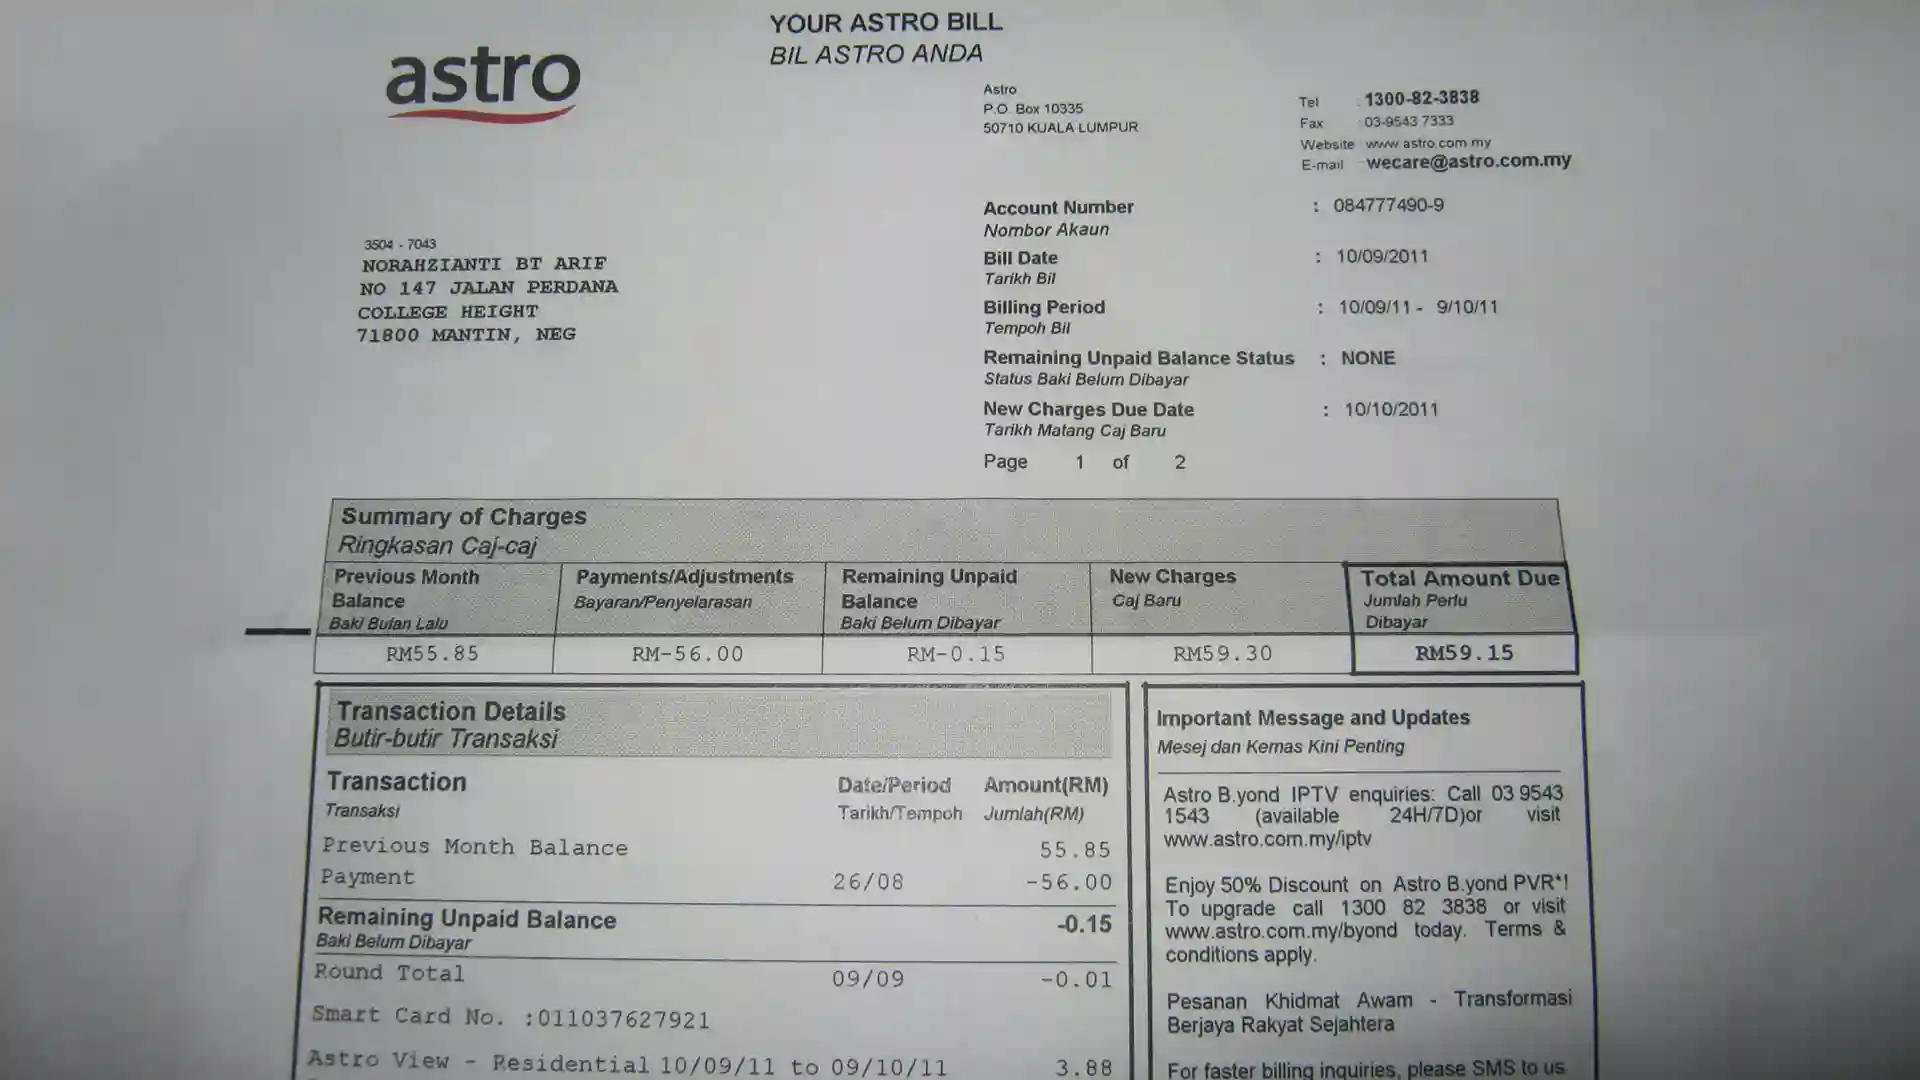 YOUR ASTRO BILL
BIL ASTRO ANDA
astro
Astro
P.O. Box 10335
50710 KUALA LUMPUR
Tel : 1300-82-3838
Fax 03-9543 7333
Website : www.astro.com.my
E-mail wecare@astro.com.my
3504 - 7043
NORAHZIANTI BT ARIF
NO 147 JALAN PERDANA
COLLEGE HEIGHT
71800 MANTIN, NEG
Account Number : 084777490-9
Nombor Akaun
Bill Date : 10/09/2011
Tarikh Bil
Billing Period : 10/09/11 - 9/10/11
Tempoh Bil
Remaining Unpaid Balance Status : NONE
Status Baki Belum Dibayar
New Charges Due Date : 10/10/2011
Tarikh Matang Caj Baru
Page 1 of 2
Summary of Charges
Ringkasan Caj-caj
Previous Month Balance
Baki Bulan Lalu
Payments/Adjustments
Bayaran/Penyelarasan
Remaining Unpaid Balance
Baki Belum Dibayar
New Charges
Caj Baru
Total Amount Due
Jumlah Perlu Dibayar
RM55.85 RM-56.00 RM-0.15 RM59.30 RM59.15
Transaction Details
Butir-butir Transaksi
Transaction Date/Period Amount(RM)
Transaksi Tarikh/Tempoh Jumlah(RM)
Previous Month Balance 55.85
Payment 26/08 -56.00
Remaining Unpaid Balance -0.15
Baki Belum Dibayar
Round Total 09/09 -0.01
Smart Card No. :011037627921
Astro View - Residential 10/09/11 to 09/10/11 3.88
Important Message and Updates
Mesej dan Kemas Kini Penting
Astro B.yond IPTV enquiries: Call 03 9543
1543 (available 24H/7D)or visit
www.astro.com.my/iptv
Enjoy 50% Discount on Astro B.yond PVR*!
To upgrade call 1300 82 3838 or visit
www.astro.com.my/byond today. Terms &
conditions apply.
Pesanan Khidmat Awam - Transformasi
Berjaya Rakyat Sejahtera
For faster billing inquiries, please SMS to us